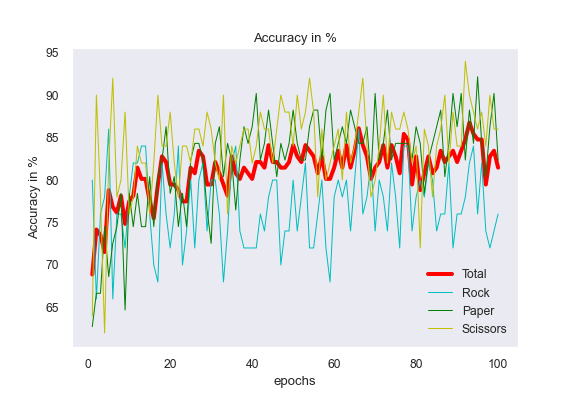 Accuracy in %
95
90
85
80
75
70
65
Accuracy in %
Total
Rock
Paper
Scissors
0
20
40
60
80
100
epochs